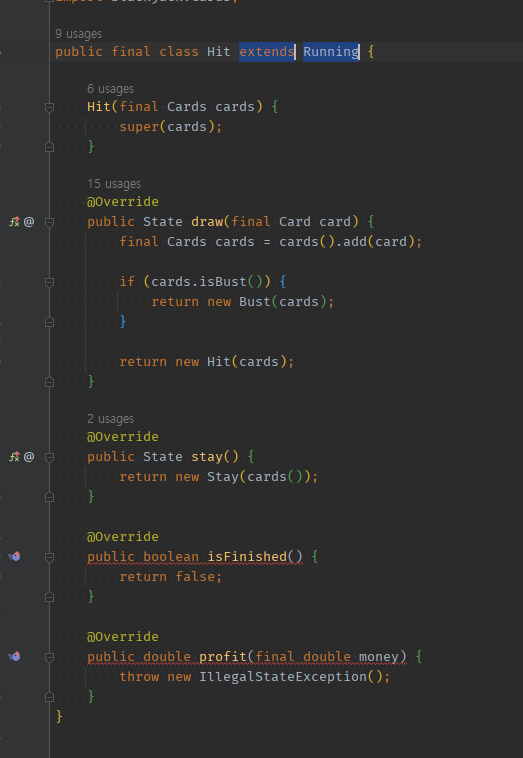 9 usages
public final class Hit extends Running {
6 usages
Hit(final Cards cards) {
super(cards);
}
15 usages
@Override
public State draw(final Card card) {
final Cards cards = cards().add(card);
if (cards.isBust()) {
return new Bust(cards);
}
return new Hit(cards);
}
2 usages
@Override
public State stay() {
return new Stay(cards());
}
@Override
public boolean isFinished() {
return false;
}
@Override
public double profit(final double money) {
throw new IllegalStateException();
}
}